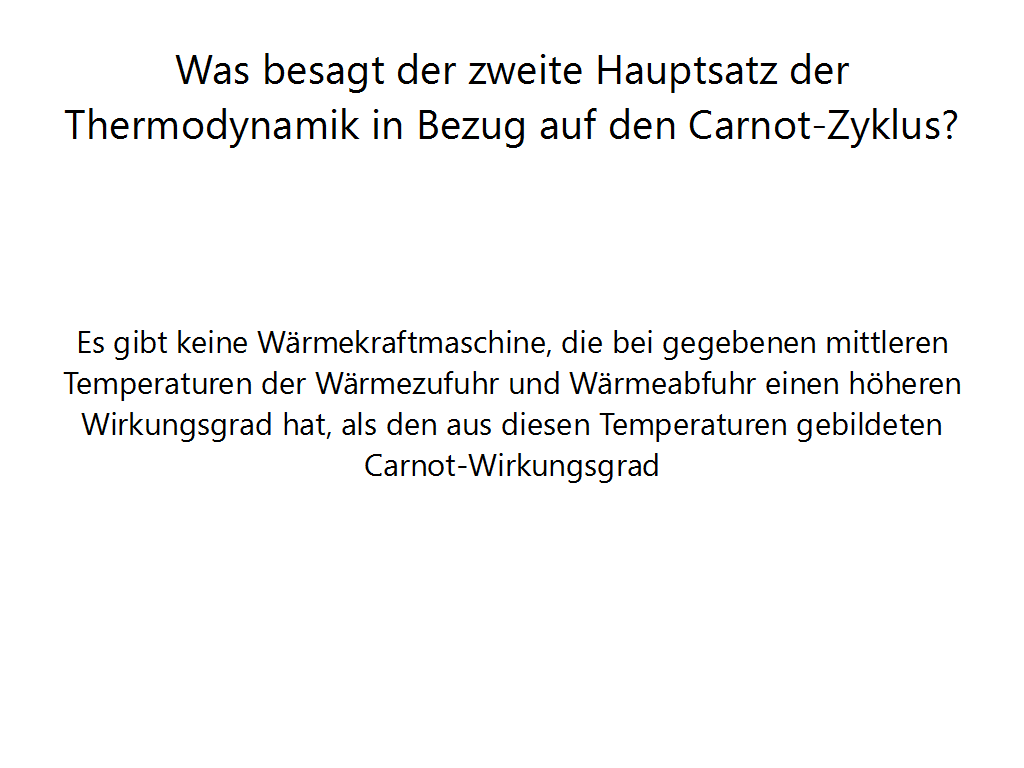 Was besagt der zweite Hauptsatz der
Thermodynamik in Bezug auf den Carnot-Zyklus?
Es gibt keine Wärmekraftmaschine, die bei gegebenen mittleren
Temperaturen der Wärmezufuhr und Wärmeabfuhr einen höheren
Wirkungsgrad hat, als den aus diesen Temperaturen gebildeten
Carnot-Wirkungsgrad